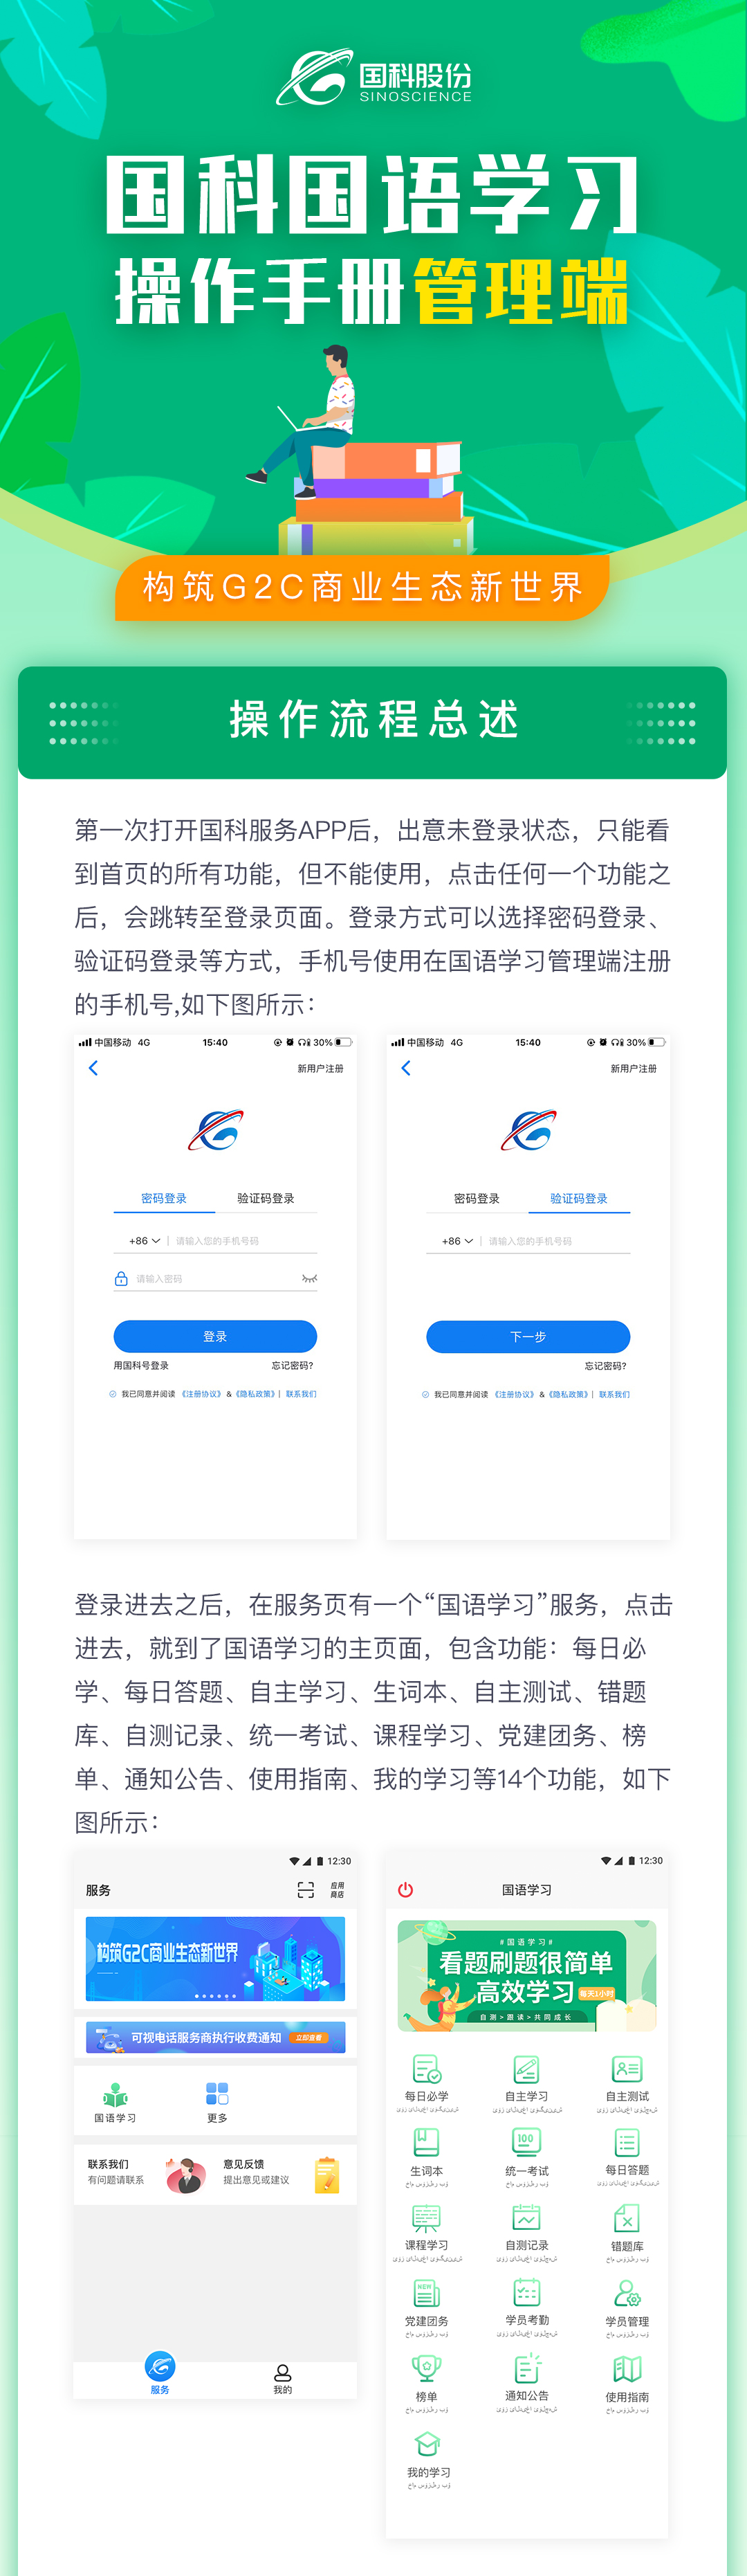 国科股份
SINOSCIENCE
国科国语学习
操作手册管理端
构筑G2C商业生态新世界
操作流程总述
第一次打开国科服务APP后，出意未登录状态，只能看
到首页的所有功能，但不能使用，点击任何一个功能之
后，会跳转至登录页面。登录方式可以选择密码登录、
验证码登录等方式，手机号使用在国语学习管理端注册
的手机号,如下图所示：
中国移动 4G 15:40 30%
新用户注册
密码登录 验证码登录
+86 请输入您的手机号码
请输入密码
登录
用国科号登录 忘记密码?
我已同意并阅读 《注册协议》 &《隐私政策》| 联系我们
中国移动 4G 15:40 30%
新用户注册
密码登录 验证码登录
+86 请输入您的手机号码
下一步
忘记密码?
我已同意并阅读 《注册协议》 &《隐私政策》| 联系我们
登录进去之后，在服务页有一个“国语学习”服务，点击
进去，就到了国语学习的主页面，包含功能：每日必
学、每日答题、自主学习、生词本、自主测试、错题
库、自测记录、统一考试、课程学习、党建团务、榜
单、通知公告、使用指南、我的学习等14个功能，如下
图所示：
12:30
服务
应用
商店
构筑G2C商业生态新世界
可视电话服务商执行收费通知 立即查看
国语学习 更多
联系我们 意见反馈
有问题请联系 提出意见或建议
服务 我的
12:30
国语学习
#国语学习#
看题刷题很简单
高效学习 每天1小时
自测>跟读>共同成长
每日必学 自主学习 自主测试
100
生词本 统一考试 每日答题
课程学习 自测记录 错题库
NEW
党建团务 学员考勤 学员管理
榜单 通知公告 使用指南
我的学习